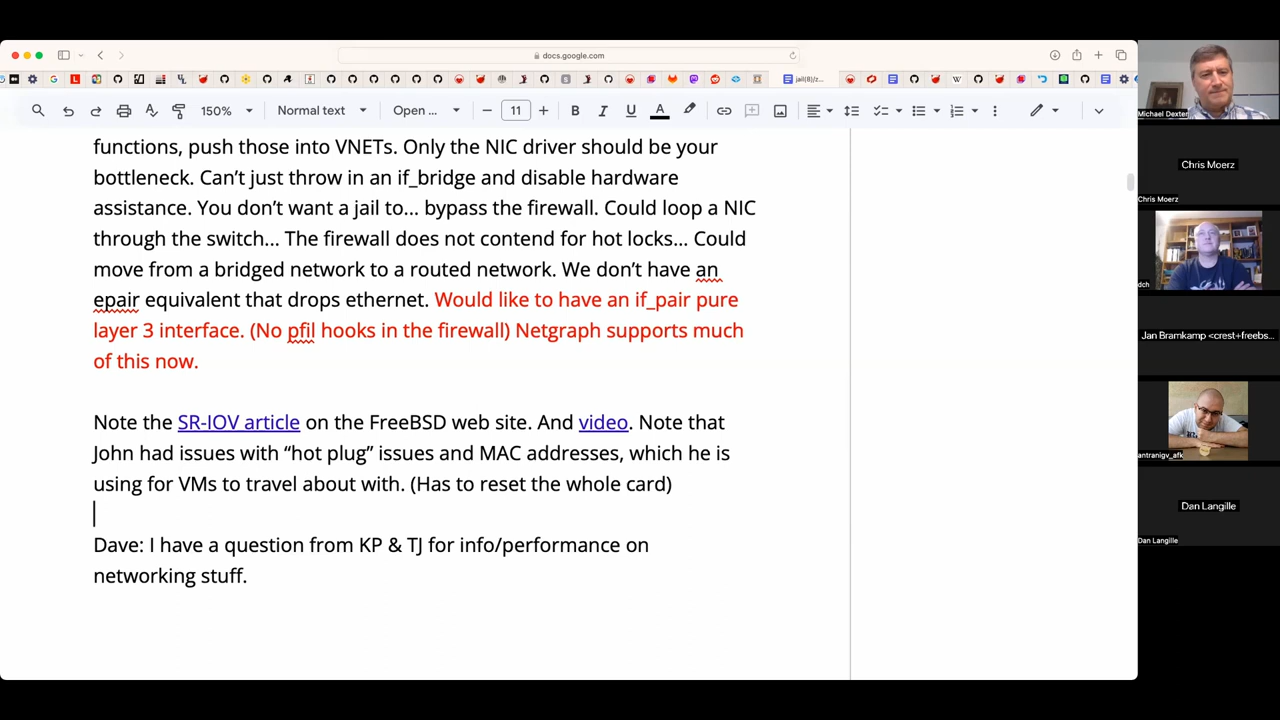 docs.google.com
jail(8)/z...
150%
Normal text
Open ...
11
functions, push those into VNETs. Only the NIC driver should be your
bottleneck. Can’t just throw in an if_bridge and disable hardware
assistance. You don’t want a jail to... bypass the firewall. Could loop a NIC
through the switch... The firewall does not contend for hot locks... Could
move from a bridged network to a routed network. We don’t have an
epair equivalent that drops ethernet. Would like to have an if_pair pure
layer 3 interface. (No pfil hooks in the firewall) Netgraph supports much
of this now.
Note the SR-IOV article on the FreeBSD web site. And video. Note that
John had issues with “hot plug” issues and MAC addresses, which he is
using for VMs to travel about with. (Has to reset the whole card)
Dave: I have a question from KP & TJ for info/performance on
networking stuff.
Michael Dexter
Chris Moerz
Chris Moerz
dch
Jan Bramkamp <crest+freebs...
antranigv_afk
Dan Langille
Dan Langille